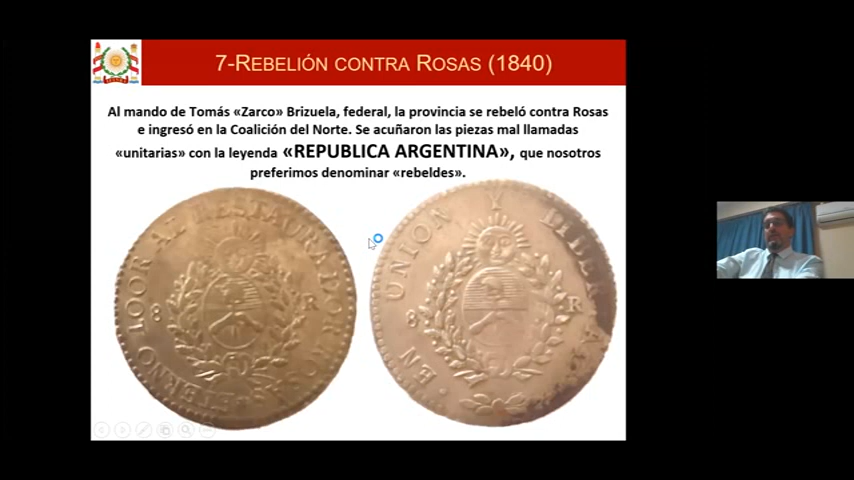 7-REBELIÓN CONTRA ROSAS (1840)
Al mando de Tomás «Zarco» Brizuela, federal, la provincia se rebeló contra Rosas
e ingresó en la Coalición del Norte. Se acuñaron las piezas mal llamadas
«unitarias» con la leyenda «REPUBLICA ARGENTINA», que nosotros
preferimos denominar «rebeldes».
ETERNO LOOR AL RESTAURADOR ROSAS
8 R
EN UNION Y LIBERTAD
8 R